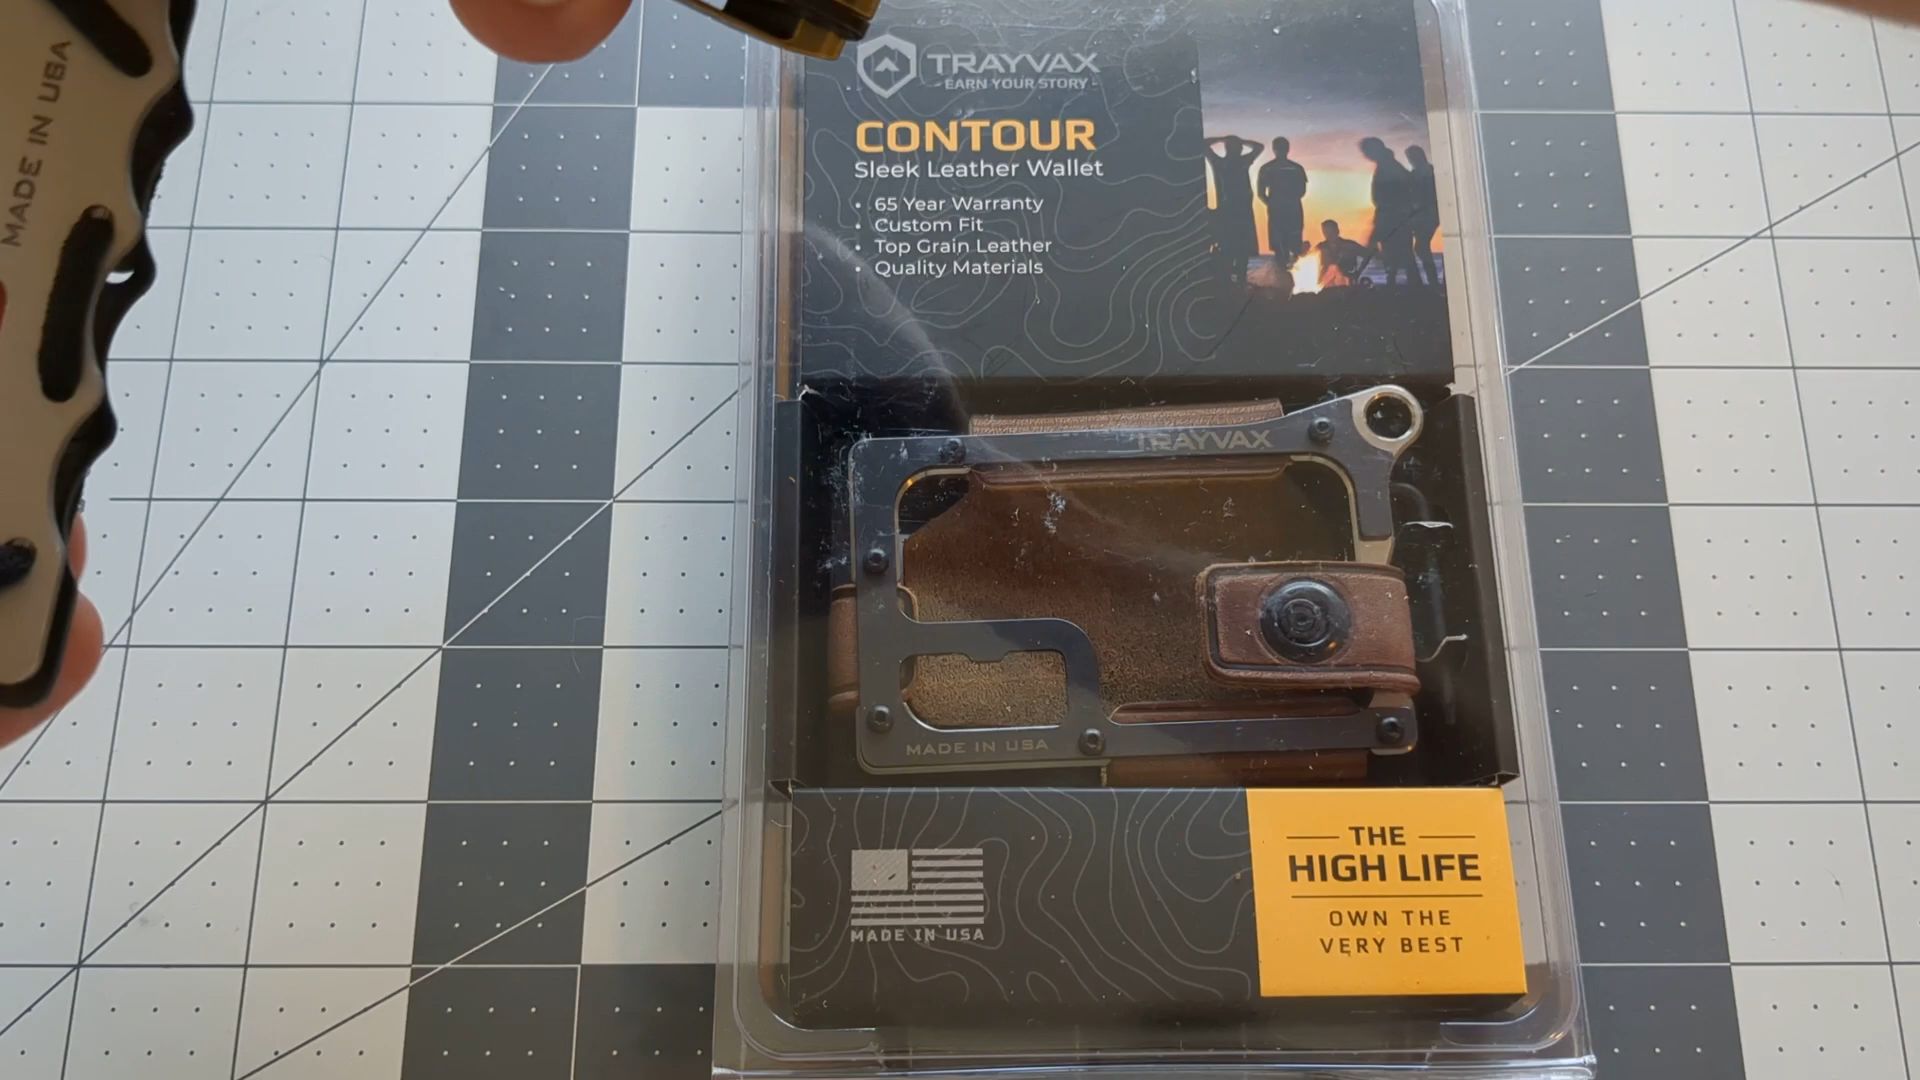 MADE IN USA
TRAYVAX
- EARN YOUR STORY -
CONTOUR
Sleek Leather Wallet
• 65 Year Warranty
• Custom Fit
• Top Grain Leather
• Quality Materials
TRAYVAX
MADE IN USA
MADE IN USA
THE
HIGH LIFE
OWN THE
VERY BEST